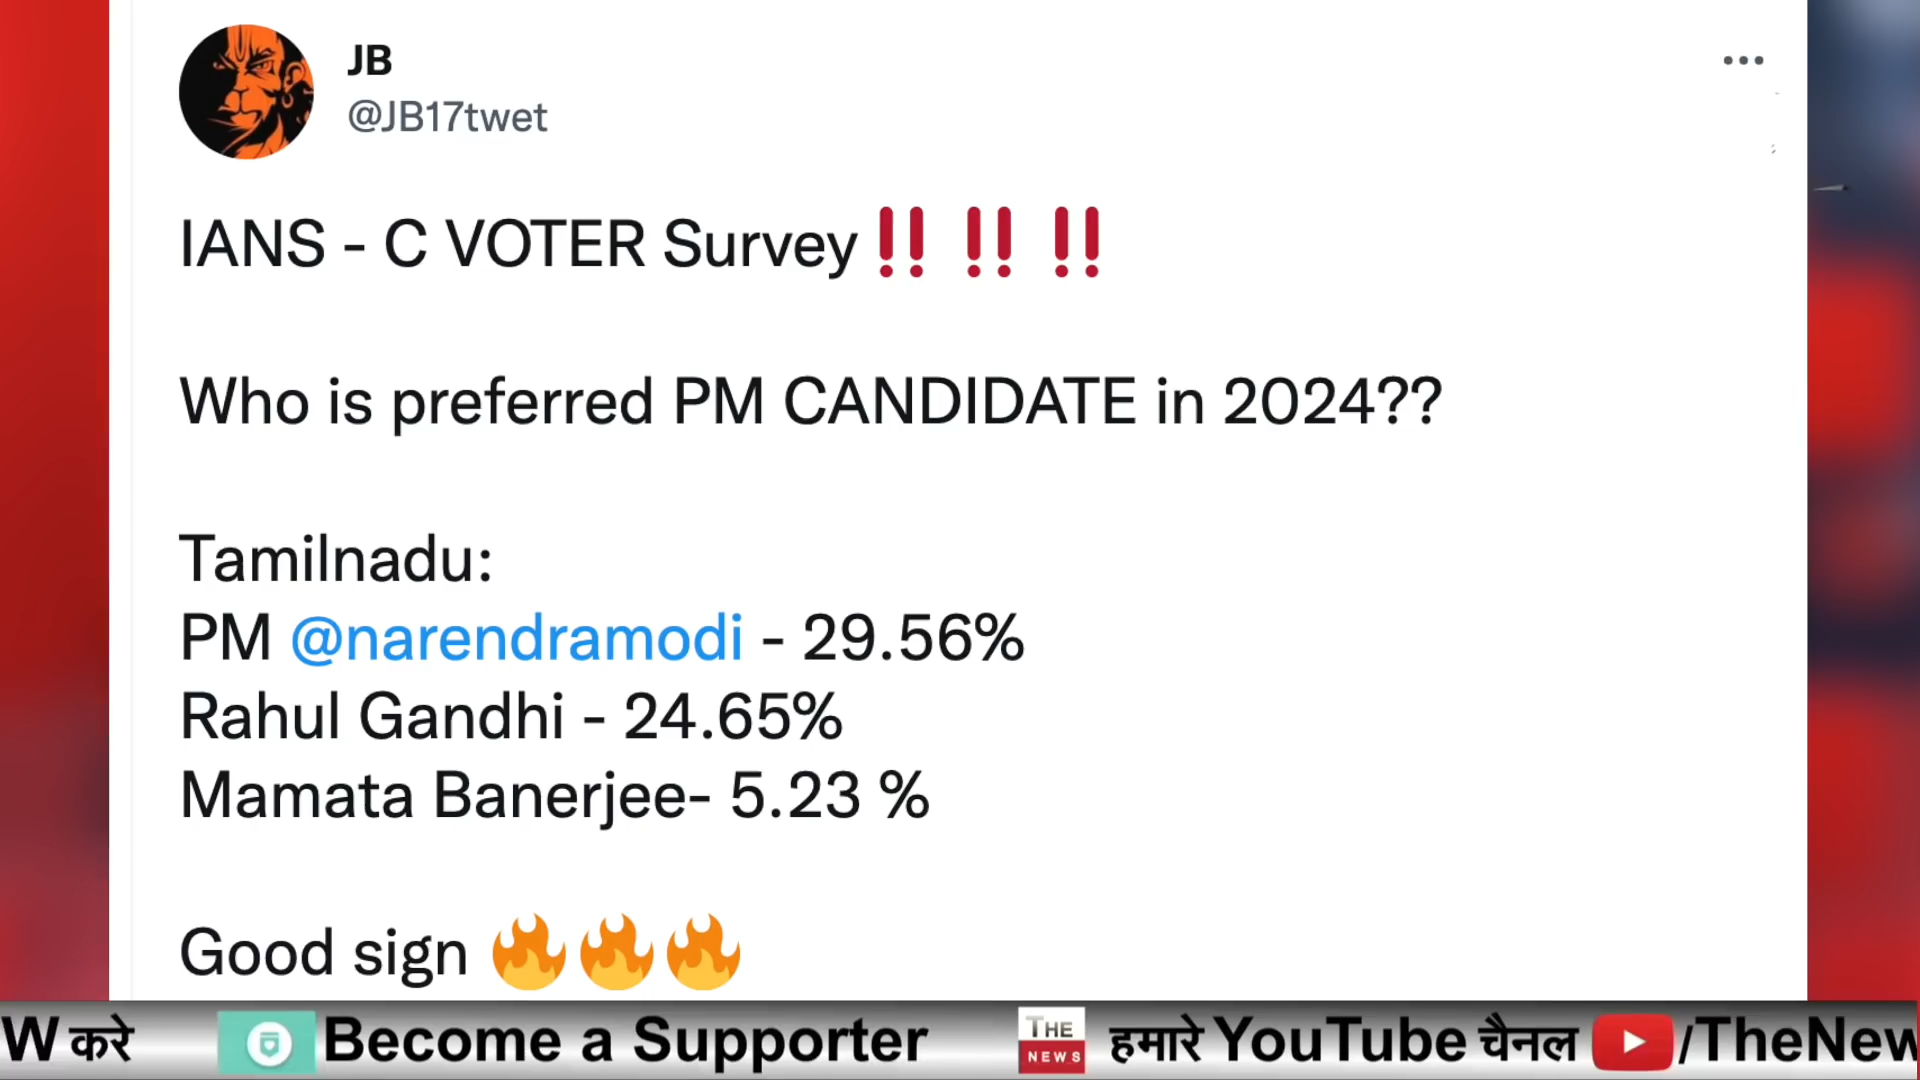 JB
@JB17twet
IANS - C VOTER Survey‼️ ‼️ ‼️
Who is preferred PM CANDIDATE in 2024??
Tamilnadu:
PM @narendramodi - 29.56%
Rahul Gandhi - 24.65%
Mamata Banerjee- 5.23 %
Good sign 🔥🔥🔥
W करे Become a Supporter THE NEWS हमारे YouTube चैनल /TheNew